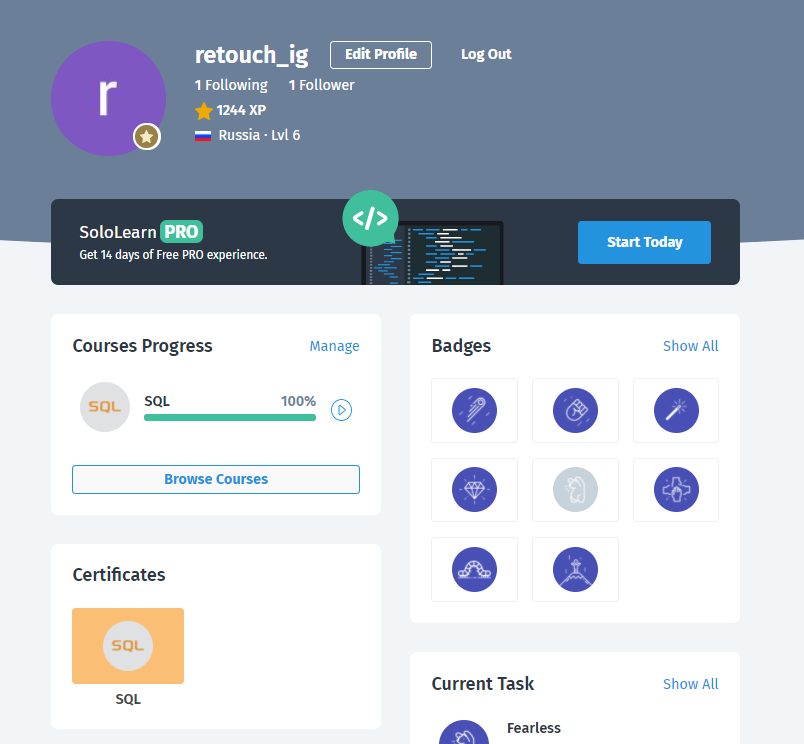 r
retouch_ig
Edit Profile
Log Out
1 Following 1 Follower
1244 XP
Russia · Lvl 6
SoloLearn PRO
Get 14 days of Free PRO experience.
</>
Start Today
Courses Progress
Manage
SQL
SQL
100%
Browse Courses
Certificates
SQL
SQL
Badges
Show All
Current Task
Show All
Fearless